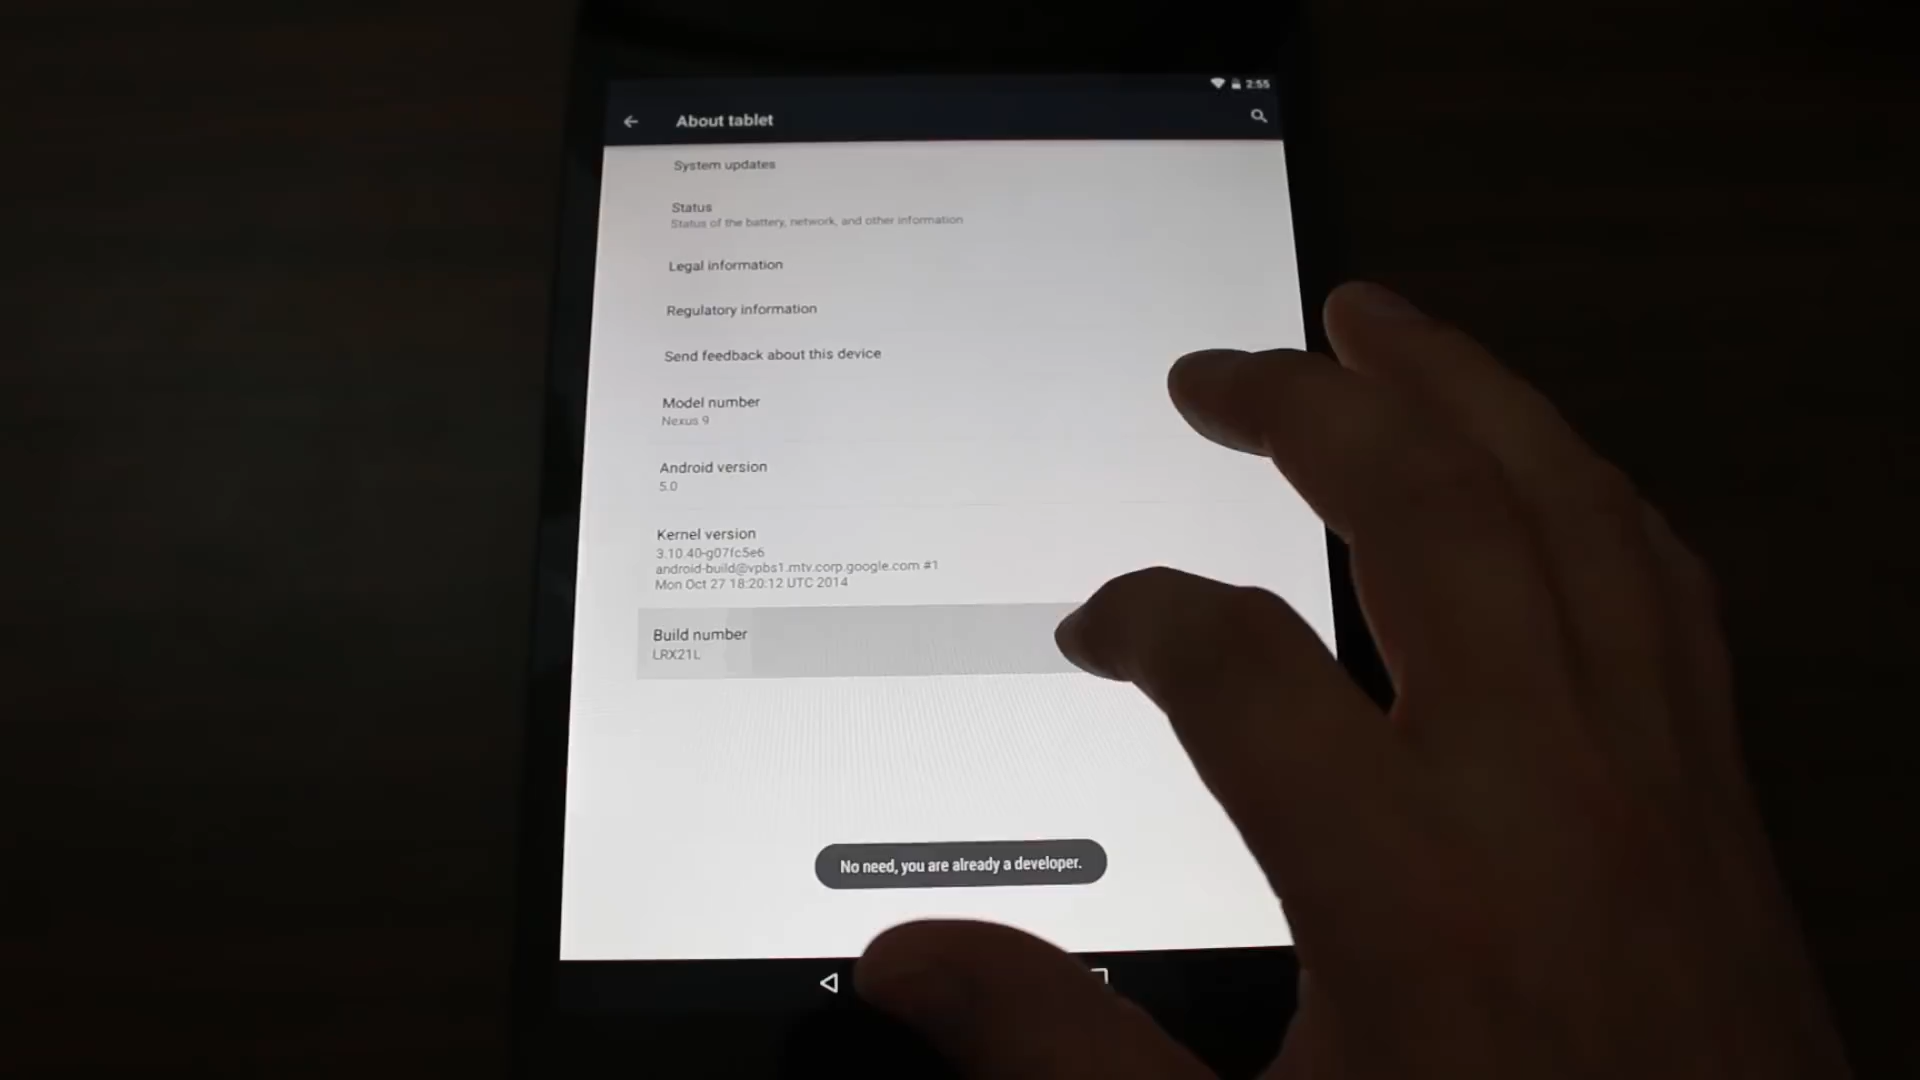 2:55
About tablet
System updates
Status
Status of the battery, network, and other information
Legal information
Regulatory information
Send feedback about this device
Model number
Nexus 9
Android version
5.0
Kernel version
3.10.40-g07fc5e6
android-build@vpbs1.mtv.corp.google.com #1
Mon Oct 27 18:20:12 UTC 2014
Build number
LRX21L
No need, you are already a developer.